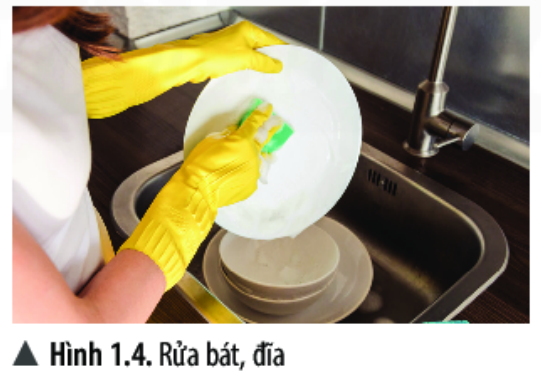 ▲ Hình 1.4. Rửa bát, đĩa